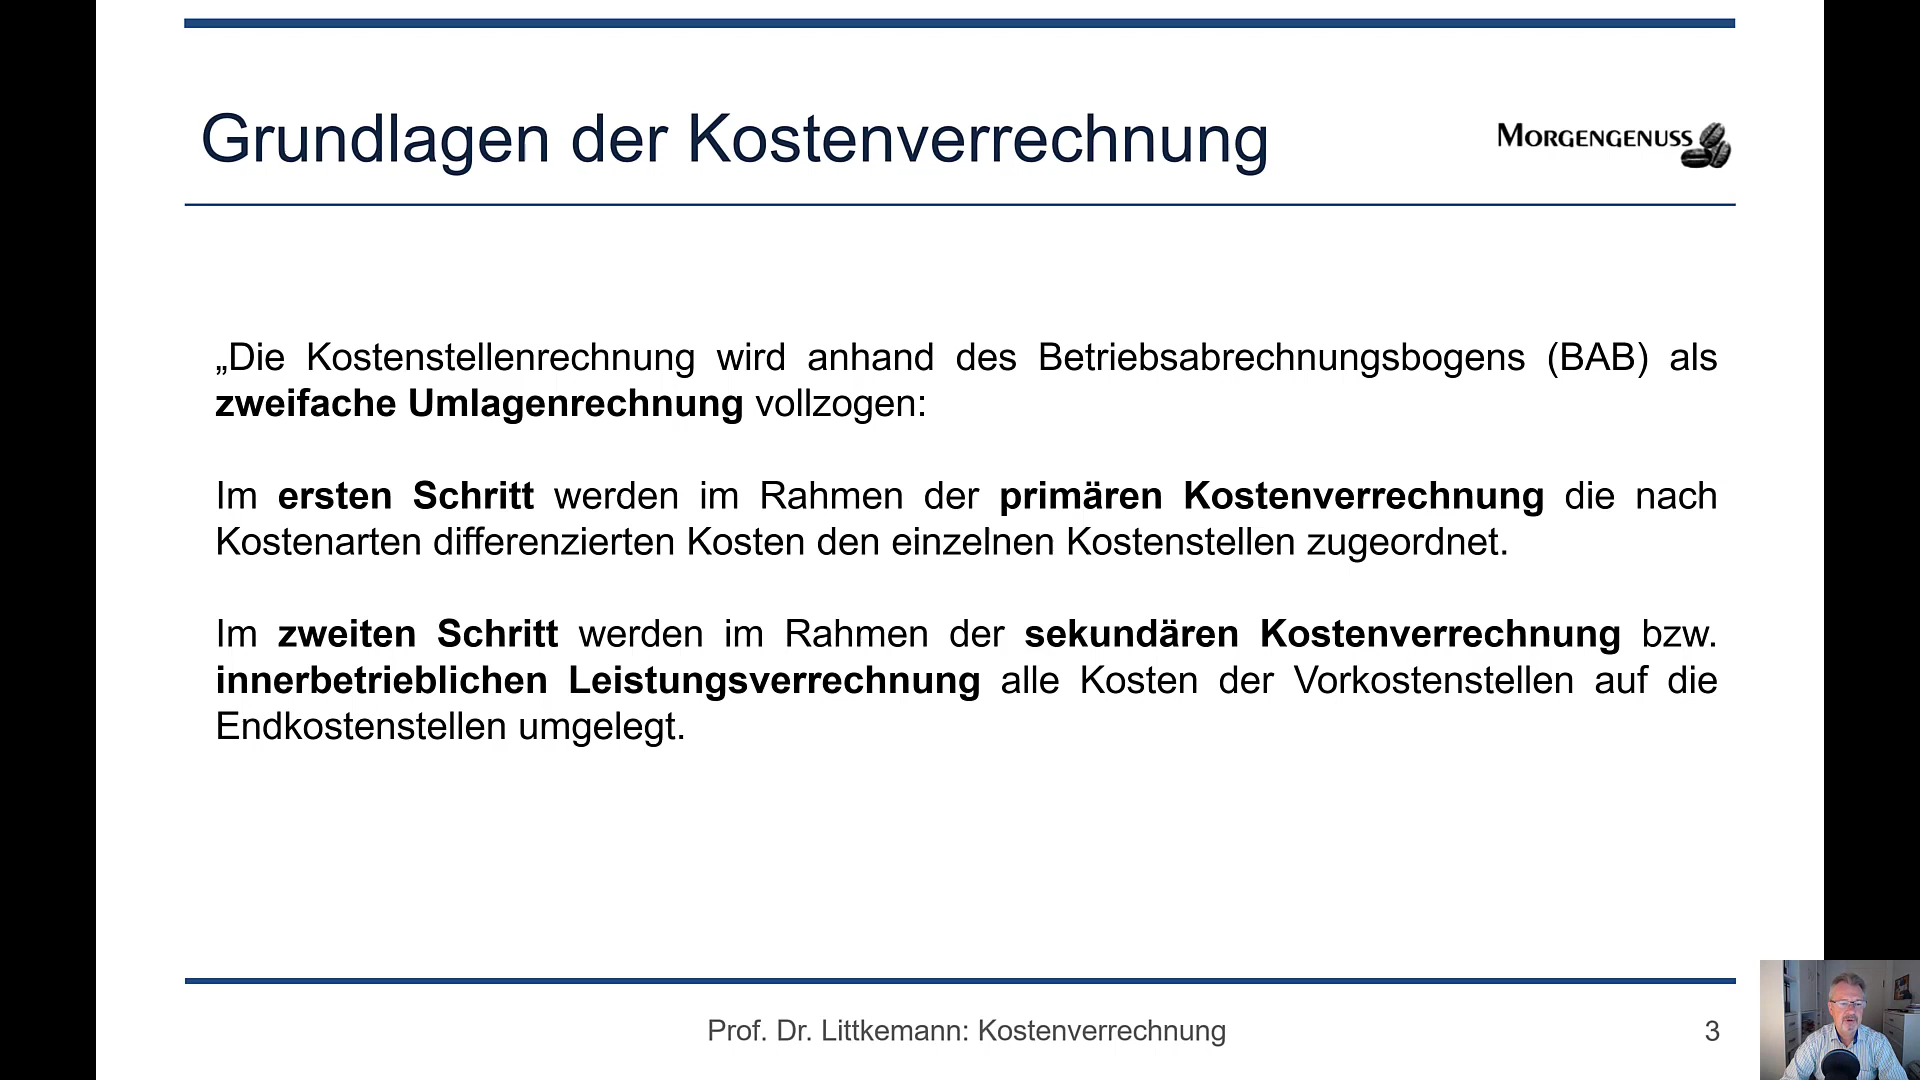 Grundlagen der Kostenverrechnung
MORGENGENUSS
„Die Kostenstellenrechnung wird anhand des Betriebsabrechnungsbogens (BAB) als
zweifache Umlagenrechnung vollzogen:
Im ersten Schritt werden im Rahmen der primären Kostenverrechnung die nach
Kostenarten differenzierten Kosten den einzelnen Kostenstellen zugeordnet.
Im zweiten Schritt werden im Rahmen der sekundären Kostenverrechnung bzw.
innerbetrieblichen Leistungsverrechnung alle Kosten der Vorkostenstellen auf die
Endkostenstellen umgelegt.
Prof. Dr. Littkemann: Kostenverrechnung
3